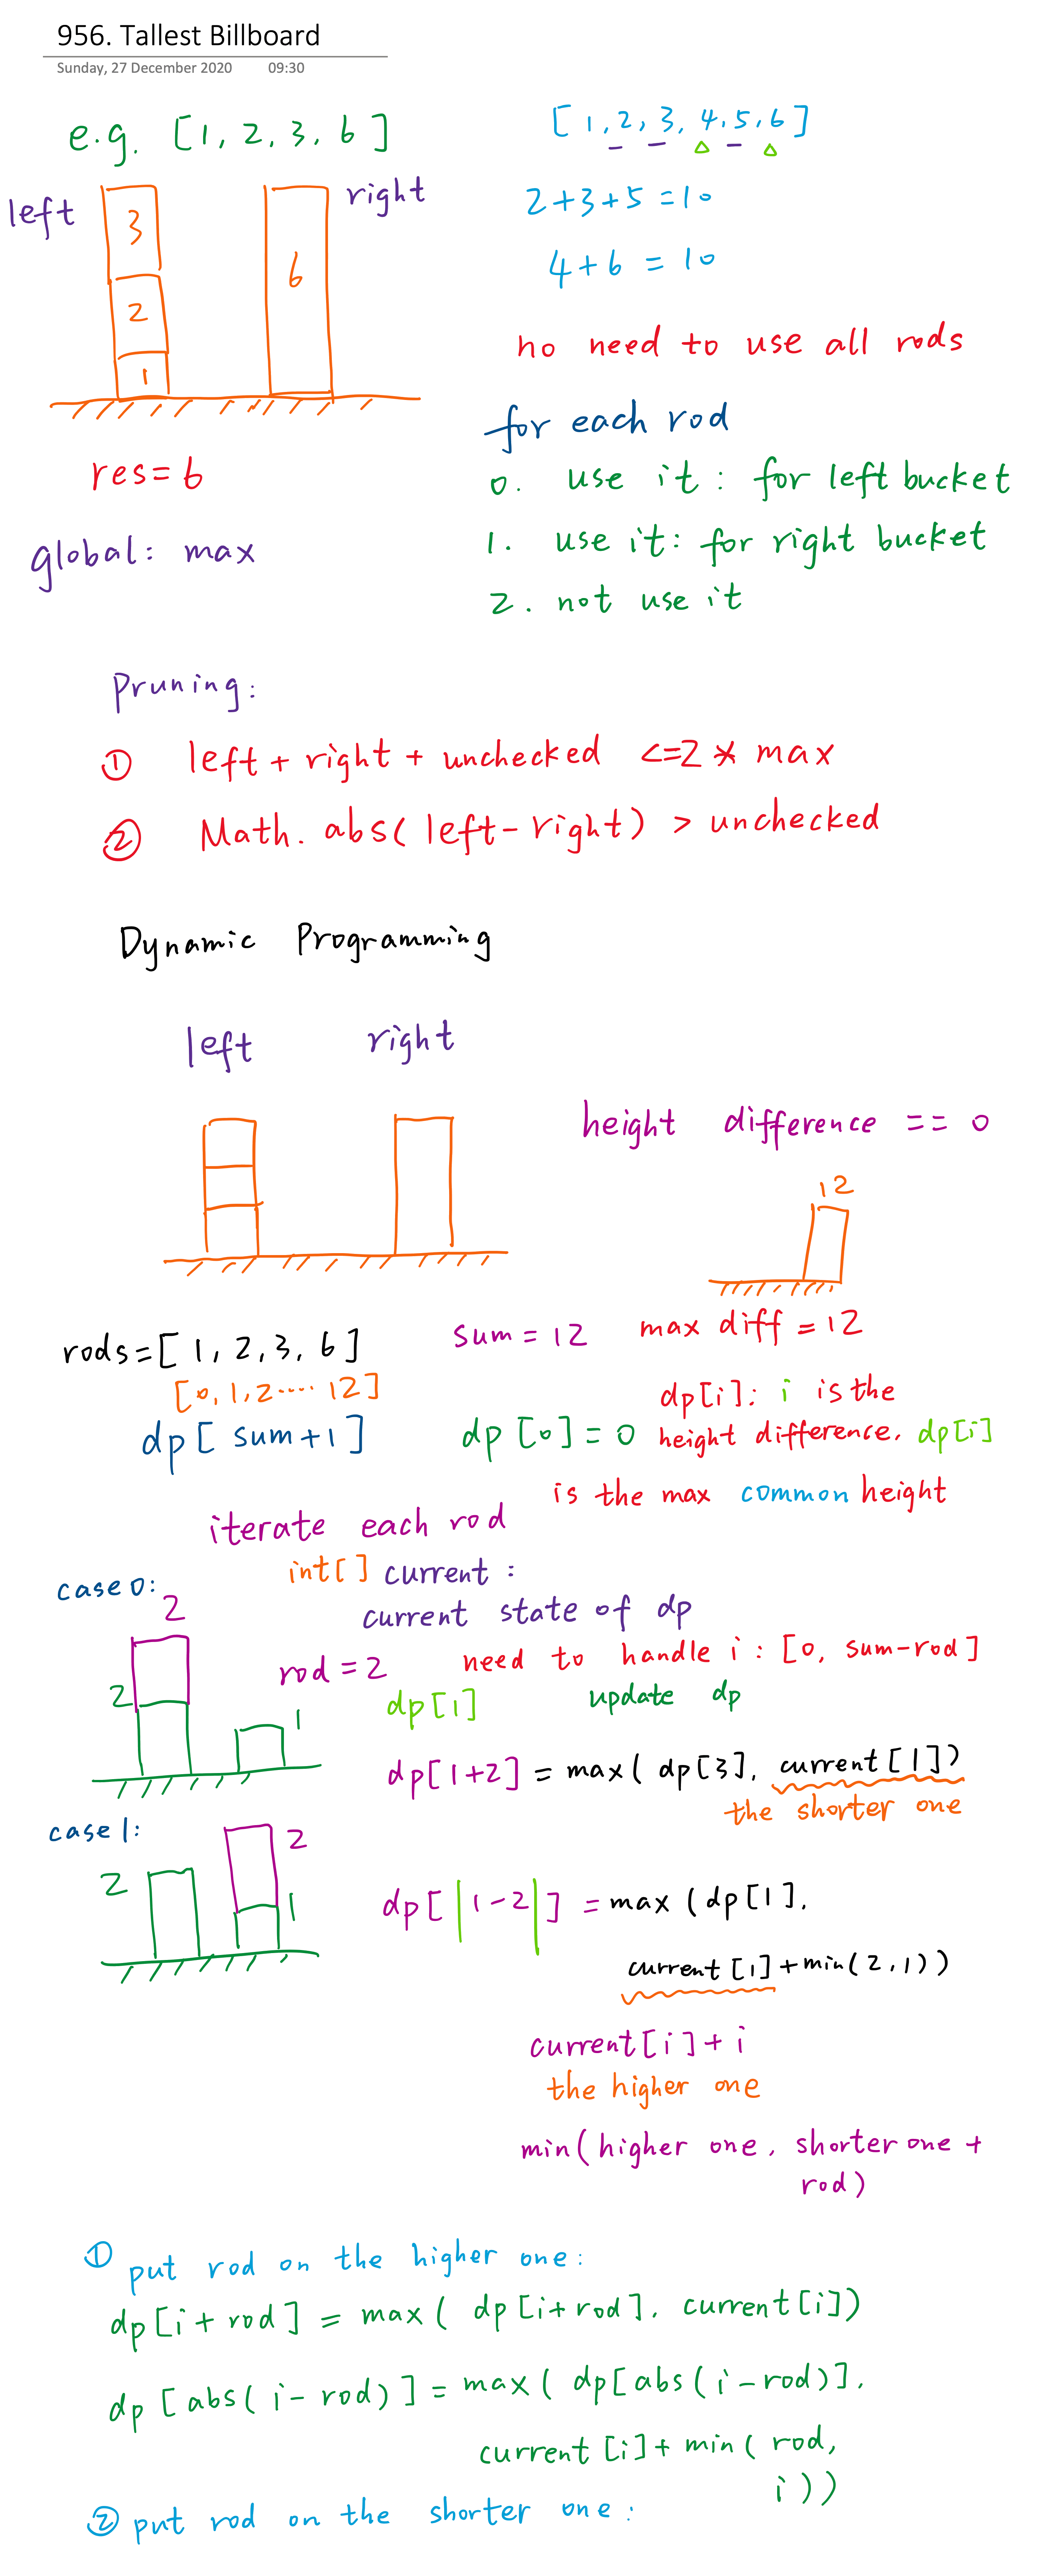 956. Tallest Billboard
Sunday, 27 December 2020 09:30
e.g. [1, 2, 3, 6]
[1, 2, 3, 4, 5, 6]
left
3
2
1
6
right
2+3+5=10
4+6 = 10
no need to use all rods
for each rod
res=6
0. use it: for left bucket
global: max
1. use it: for right bucket
2. not use it
Pruning:
① left + right + unchecked <=2 * max
② Math.abs(left-right) > unchecked
Dynamic Programming
left right
height difference == 0
12
rods=[1, 2, 3, 6]
sum = 12
max diff = 12
[0, 1, 2 ..... 12]
dp[sum+1]
dp[0]=0
dp[i]: i is the
height difference, dp[i]
is the max common height
iterate each rod
int[] current:
current state of dp
case 0:
2
2
1
rod = 2
need to handle i: [0, sum-rod]
dp[1]
update dp
dp[1+2] = max(dp[3], current[1])
the shorter one
case 1:
2
2
1
dp[|1-2|] = max(dp[1],
current[1]+min(2,1))
current[i]+i
the higher one
min(higher one, shorter one +
rod)
① put rod on the higher one:
dp[i+rod] = max(dp[i+rod], current[i])
dp[abs(i-rod)] = max(dp[abs(i-rod)],
current[i]+min(rod,
i))
② put rod on the shorter one: